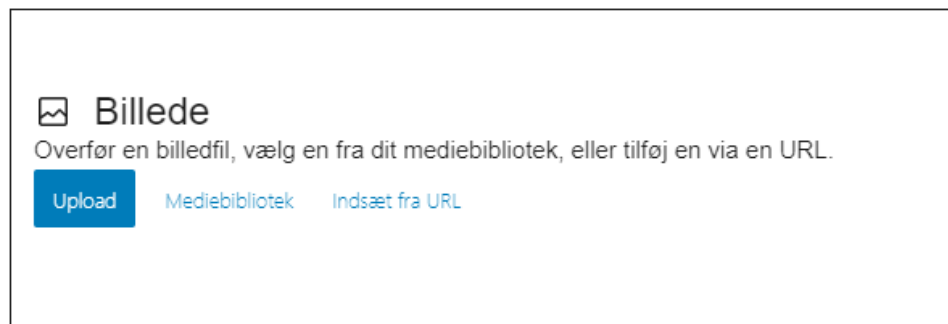 Billede
Overfør en billedfil, vælg en fra dit mediebibliotek, eller tilføj en via en URL.
Upload Mediebibliotek Indsæt fra URL